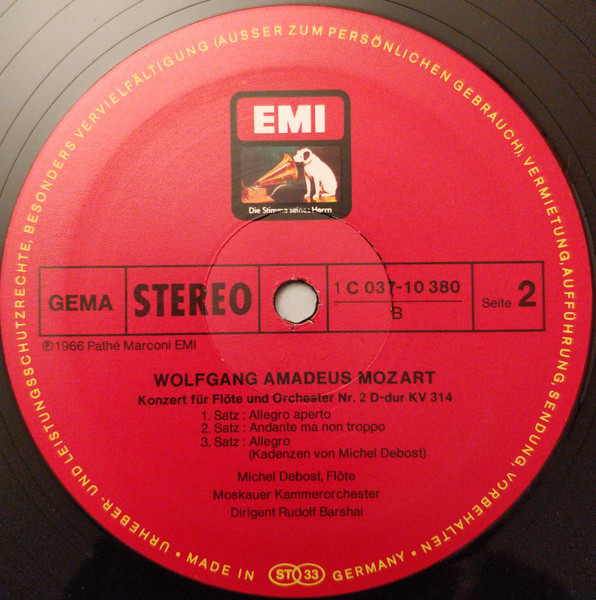 EMI
Die Stimme seines Herrn
GEMA
STEREO
1 C 037-10 380
B
Seite 2
℗1966 Pathé Marconi EMI
WOLFGANG AMADEUS MOZART
Konzert für Flöte und Orchester Nr. 2 D-dur KV 314
1. Satz : Allegro aperto
2. Satz : Andante ma non troppo
3. Satz : Allegro
(Kadenzen von Michel Debost)
Michel Debost, Flöte
Moskauer Kammerorchester
Dirigent Rudolf Barshai
URHEBER- UND LEISTUNGSSCHUTZRECHTE, BESONDERS VERVIELFÄLTIGUNG (AUSSER ZUM PERSÖNLICHEN GEBRAUCH), VERMIETUNG, AUFFÜHRUNG, SENDUNG, VORBEHALTEN •
MADE IN ST 33 GERMANY •